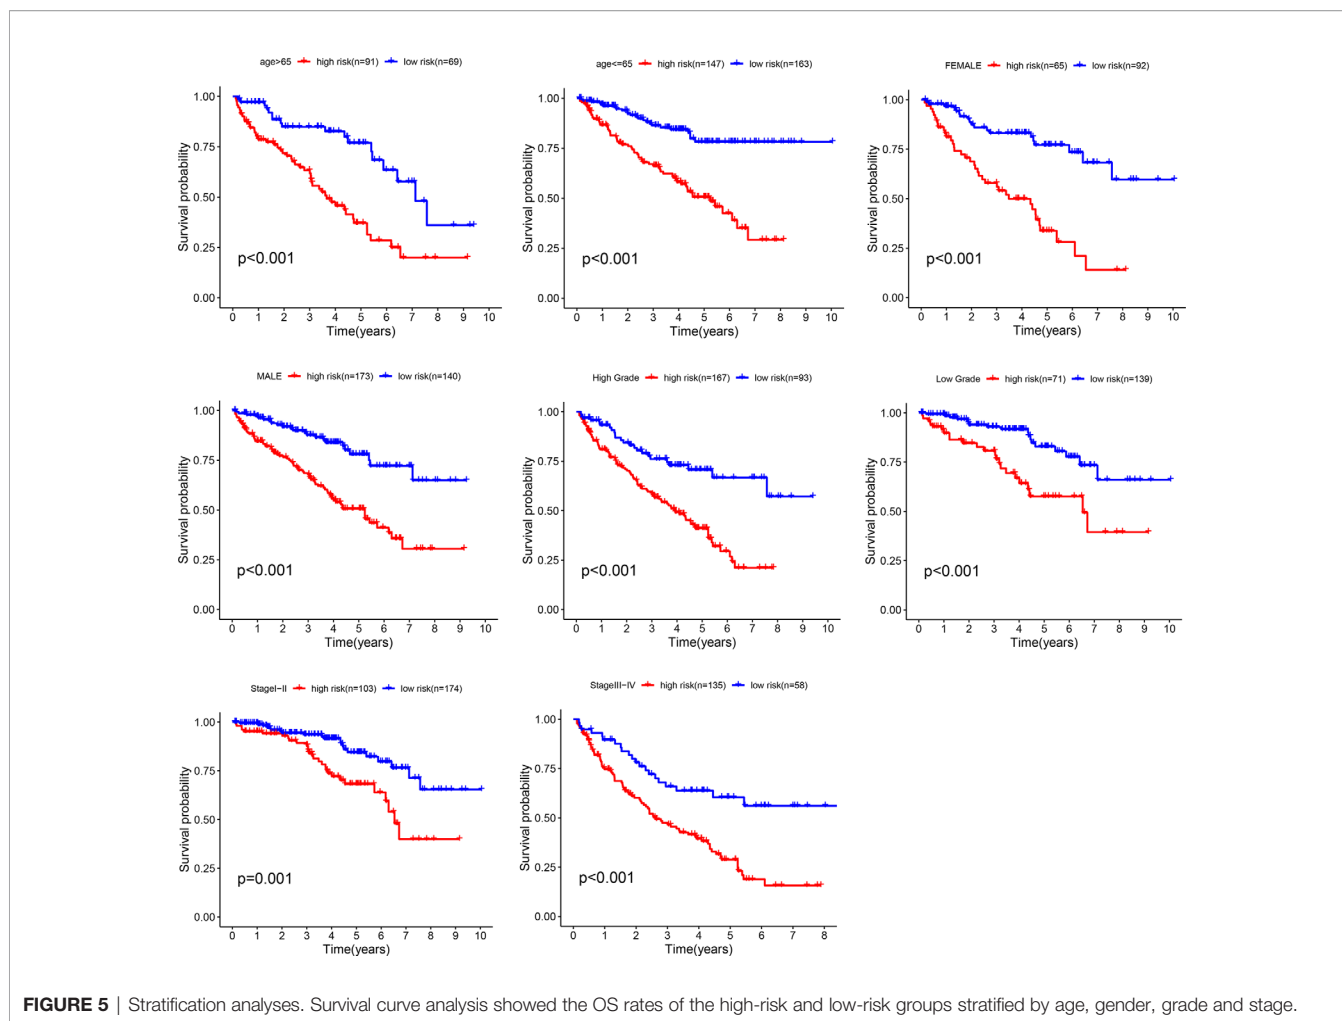 age>65 high risk(n=91) low risk(n=69)
Survival probability
1.00
0.75
0.50
0.25
0.00
p<0.001
0 1 2 3 4 5 6 7 8 9 10
Time(years)
age<=65 high risk(n=147) low risk(n=163)
Survival probability
1.00
0.75
0.50
0.25
0.00
p<0.001
0 1 2 3 4 5 6 7 8 9 10
Time(years)
FEMALE high risk(n=65) low risk(n=92)
Survival probability
1.00
0.75
0.50
0.25
0.00
p<0.001
0 1 2 3 4 5 6 7 8 9 10
Time(years)
MALE high risk(n=173) low risk(n=140)
Survival probability
1.00
0.75
0.50
0.25
0.00
p<0.001
0 1 2 3 4 5 6 7 8 9 10
Time(years)
High Grade high risk(n=167) low risk(n=93)
Survival probability
1.00
0.75
0.50
0.25
0.00
p<0.001
0 1 2 3 4 5 6 7 8 9 10
Time(years)
Low Grade high risk(n=71) low risk(n=139)
Survival probability
1.00
0.75
0.50
0.25
0.00
p<0.001
0 1 2 3 4 5 6 7 8 9 10
Time(years)
StageI-II high risk(n=103) low risk(n=174)
Survival probability
1.00
0.75
0.50
0.25
0.00
p=0.001
0 1 2 3 4 5 6 7 8 9 10
Time(years)
StageIII-IV high risk(n=135) low risk(n=58)
Survival probability
1.00
0.75
0.50
0.25
0.00
p<0.001
0 1 2 3 4 5 6 7 8
Time(years)
FIGURE 5 | Stratification analyses. Survival curve analysis showed the OS rates of the high-risk and low-risk groups stratified by age, gender, grade and stage.